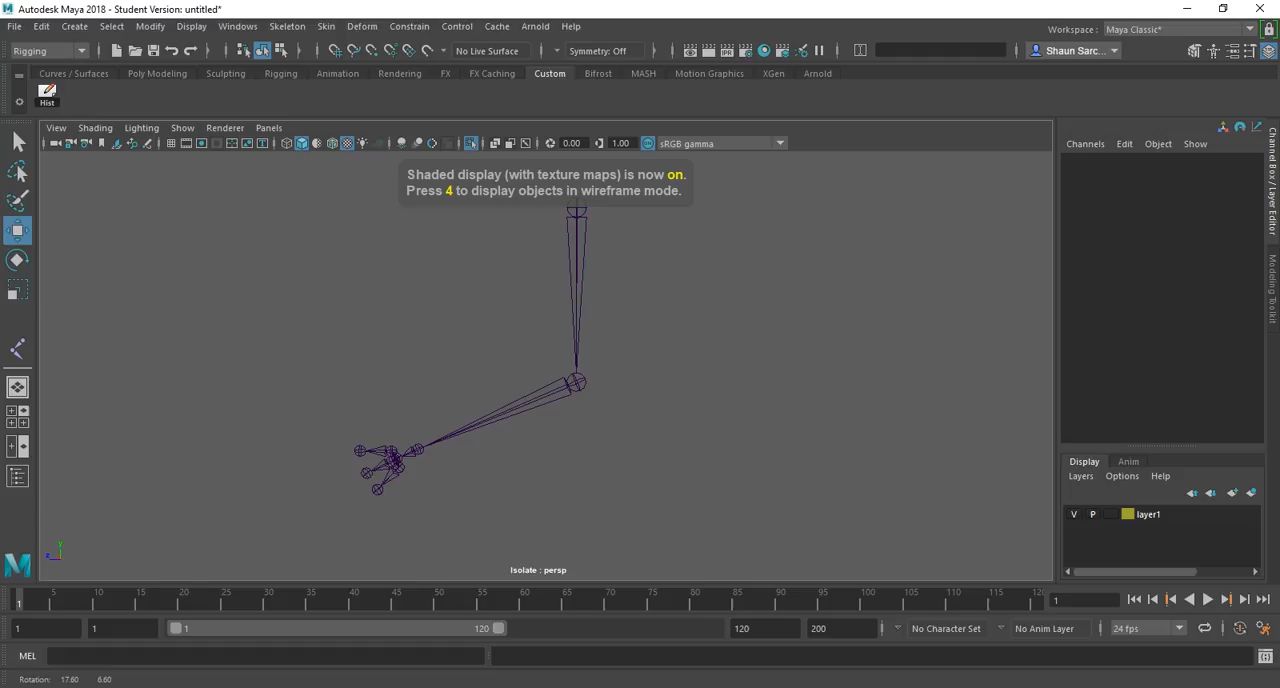 Autodesk Maya 2018 - Student Version: untitled*
File Edit Create Select Modify Display Windows Skeleton Skin Deform Constrain Control Cache Arnold Help
Workspace: Maya Classic*
Rigging No Live Surface Symmetry: Off Shaun Sarc...
Curves / Surfaces Poly Modeling Sculpting Rigging Animation Rendering FX FX Caching Custom Bifrost MASH Motion Graphics XGen Arnold
Hist
View Shading Lighting Show Renderer Panels
0.00 1.00 sRGB gamma
Channels Edit Object Show
Shaded display (with texture maps) is now on.
Press 4 to display objects in wireframe mode.
Channel Box / Layer Editor
Modeling Toolkit
Display Anim
Layers Options Help
V P layer1
y
z
Isolate : persp
5 10 15 20 25 30 35 40 45 50 55 60 65 70 75 80 85 90 95 100 105 110 115 120
1 1
1 1 1 120 120 200 No Character Set No Anim Layer 24 fps
MEL
Rotation: 17.60 6.60